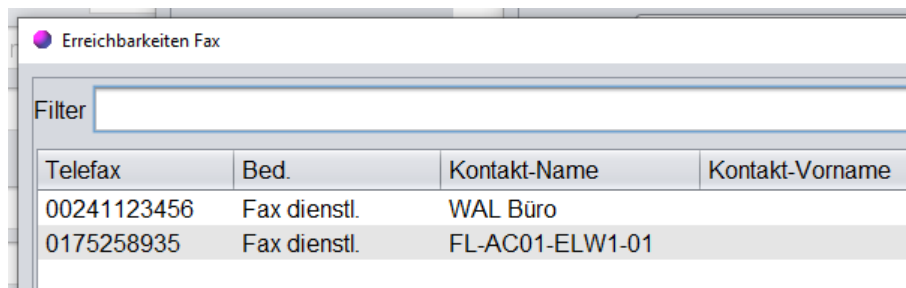 Erreichbarkeiten Fax
Filter
Telefax Bed. Kontakt-Name Kontakt-Vorname
00241123456 Fax dienstl. WAL Büro
0175258935 Fax dienstl. FL-AC01-ELW1-01